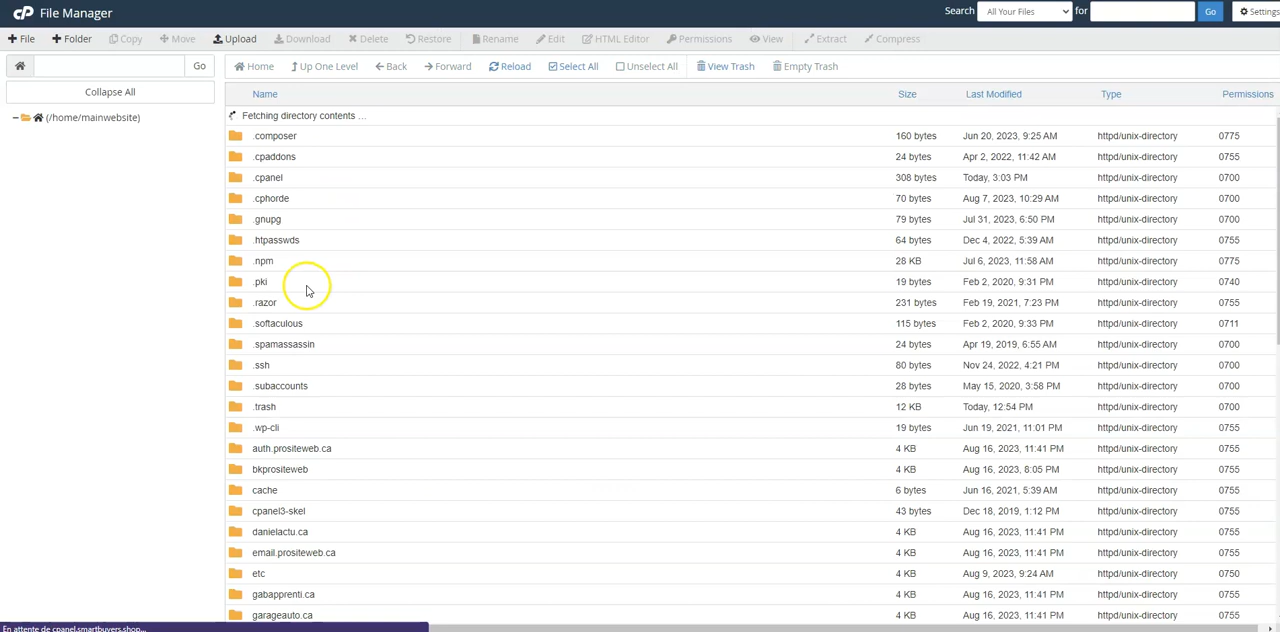 cP File Manager Search All Your Files for Go Settings
+ File + Folder Copy Move Upload Download Delete Restore Rename Edit HTML Editor Permissions View Extract Compress
Go Home Up One Level Back Forward Reload Select All Unselect All View Trash Empty Trash
Collapse All
(/home/mainwebsite)
Name Size Last Modified Type Permissions
Fetching directory contents ...
.composer 160 bytes Jun 20, 2023, 9:25 AM httpd/unix-directory 0775
.cpaddons 24 bytes Apr 2, 2022, 11:42 AM httpd/unix-directory 0755
.cpanel 308 bytes Today, 3:03 PM httpd/unix-directory 0700
.cphorde 70 bytes Aug 7, 2023, 10:29 AM httpd/unix-directory 0700
.gnupg 79 bytes Jul 31, 2023, 6:50 PM httpd/unix-directory 0700
.htpasswds 64 bytes Dec 4, 2022, 5:39 AM httpd/unix-directory 0755
.npm 28 KB Jul 6, 2023, 11:58 AM httpd/unix-directory 0775
.pki 19 bytes Feb 2, 2020, 9:31 PM httpd/unix-directory 0740
.razor 231 bytes Feb 19, 2021, 7:23 PM httpd/unix-directory 0755
.softaculous 115 bytes Feb 2, 2020, 9:33 PM httpd/unix-directory 0711
.spamassassin 24 bytes Apr 19, 2019, 6:55 AM httpd/unix-directory 0700
.ssh 80 bytes Nov 24, 2022, 4:21 PM httpd/unix-directory 0700
.subaccounts 28 bytes May 15, 2020, 3:58 PM httpd/unix-directory 0700
.trash 12 KB Today, 12:54 PM httpd/unix-directory 0700
.wp-cli 19 bytes Jun 19, 2021, 11:01 PM httpd/unix-directory 0755
auth.prositeweb.ca 4 KB Aug 16, 2023, 11:41 PM httpd/unix-directory 0755
bkprositeweb 4 KB Aug 16, 2023, 8:05 PM httpd/unix-directory 0755
cache 6 bytes Jun 16, 2021, 5:39 AM httpd/unix-directory 0755
cpanel3-skel 43 bytes Dec 18, 2019, 1:12 PM httpd/unix-directory 0755
danielactu.ca 4 KB Aug 16, 2023, 11:41 PM httpd/unix-directory 0755
email.prositeweb.ca 4 KB Aug 16, 2023, 11:41 PM httpd/unix-directory 0755
etc 4 KB Aug 9, 2023, 9:24 AM httpd/unix-directory 0750
gabapprenti.ca 4 KB Aug 16, 2023, 11:41 PM httpd/unix-directory 0755
garageauto.ca 4 KB Aug 16, 2023, 11:41 PM httpd/unix-directory 0755
En attente de cpanel.smartbuyers.shop...